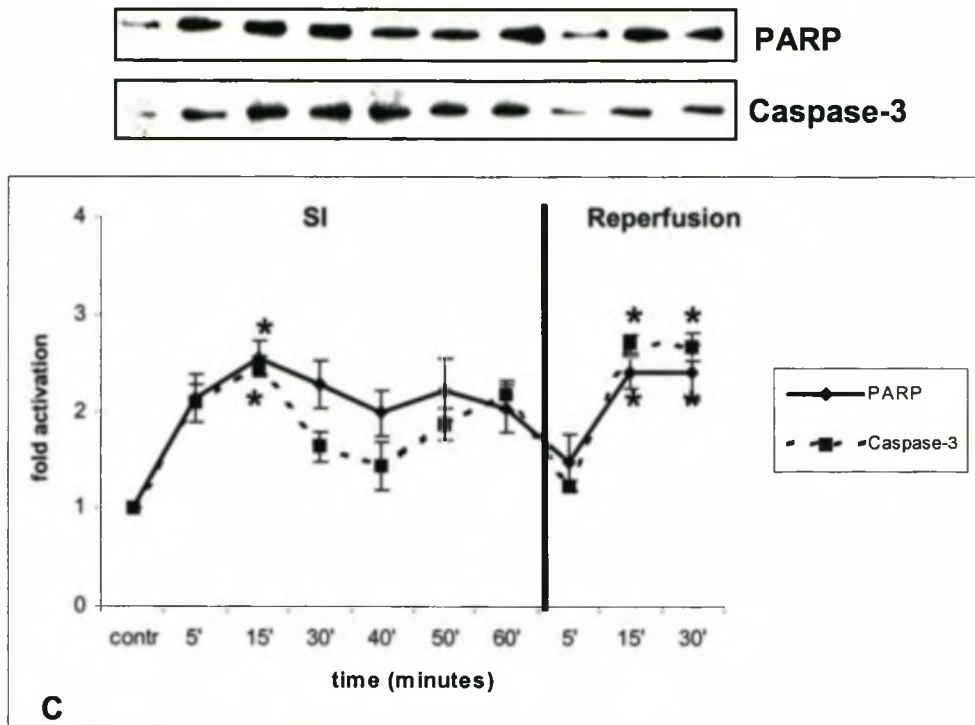 PARP
Caspase-3
SI
Reperfusion
4
3
2
1
0
fold activation
*
*
*
*
*
*
PARP
Caspase-3
contr 5' 15' 30' 40' 50' 60' 5' 15' 30'
time (minutes)
C